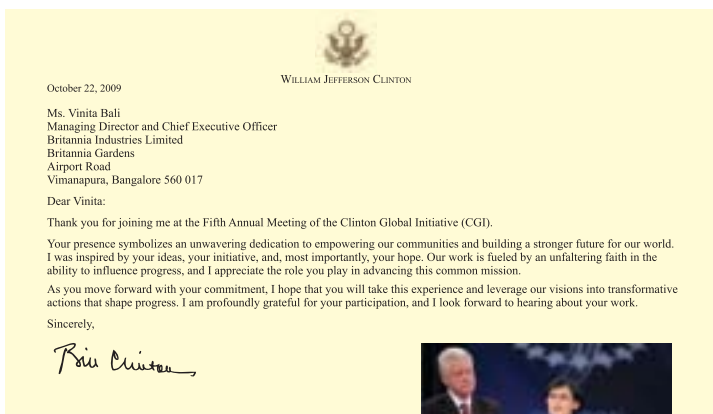 WILLIAM JEFFERSON CLINTON
October 22, 2009
Ms. Vinita Bali
Managing Director and Chief Executive Officer
Britannia Industries Limited
Britannia Gardens
Airport Road
Vimanapura, Bangalore 560 017
Dear Vinita:
Thank you for joining me at the Fifth Annual Meeting of the Clinton Global Initiative (CGI).
Your presence symbolizes an unwavering dedication to empowering our communities and building a stronger future for our world.
I was inspired by your ideas, your initiative, and, most importantly, your hope. Our work is fueled by an unfaltering faith in the
ability to influence progress, and I appreciate the role you play in advancing this common mission.
As you move forward with your commitment, I hope that you will take this experience and leverage our visions into transformative
actions that shape progress. I am profoundly grateful for your participation, and I look forward to hearing about your work.
Sincerely,
Bill Clinton